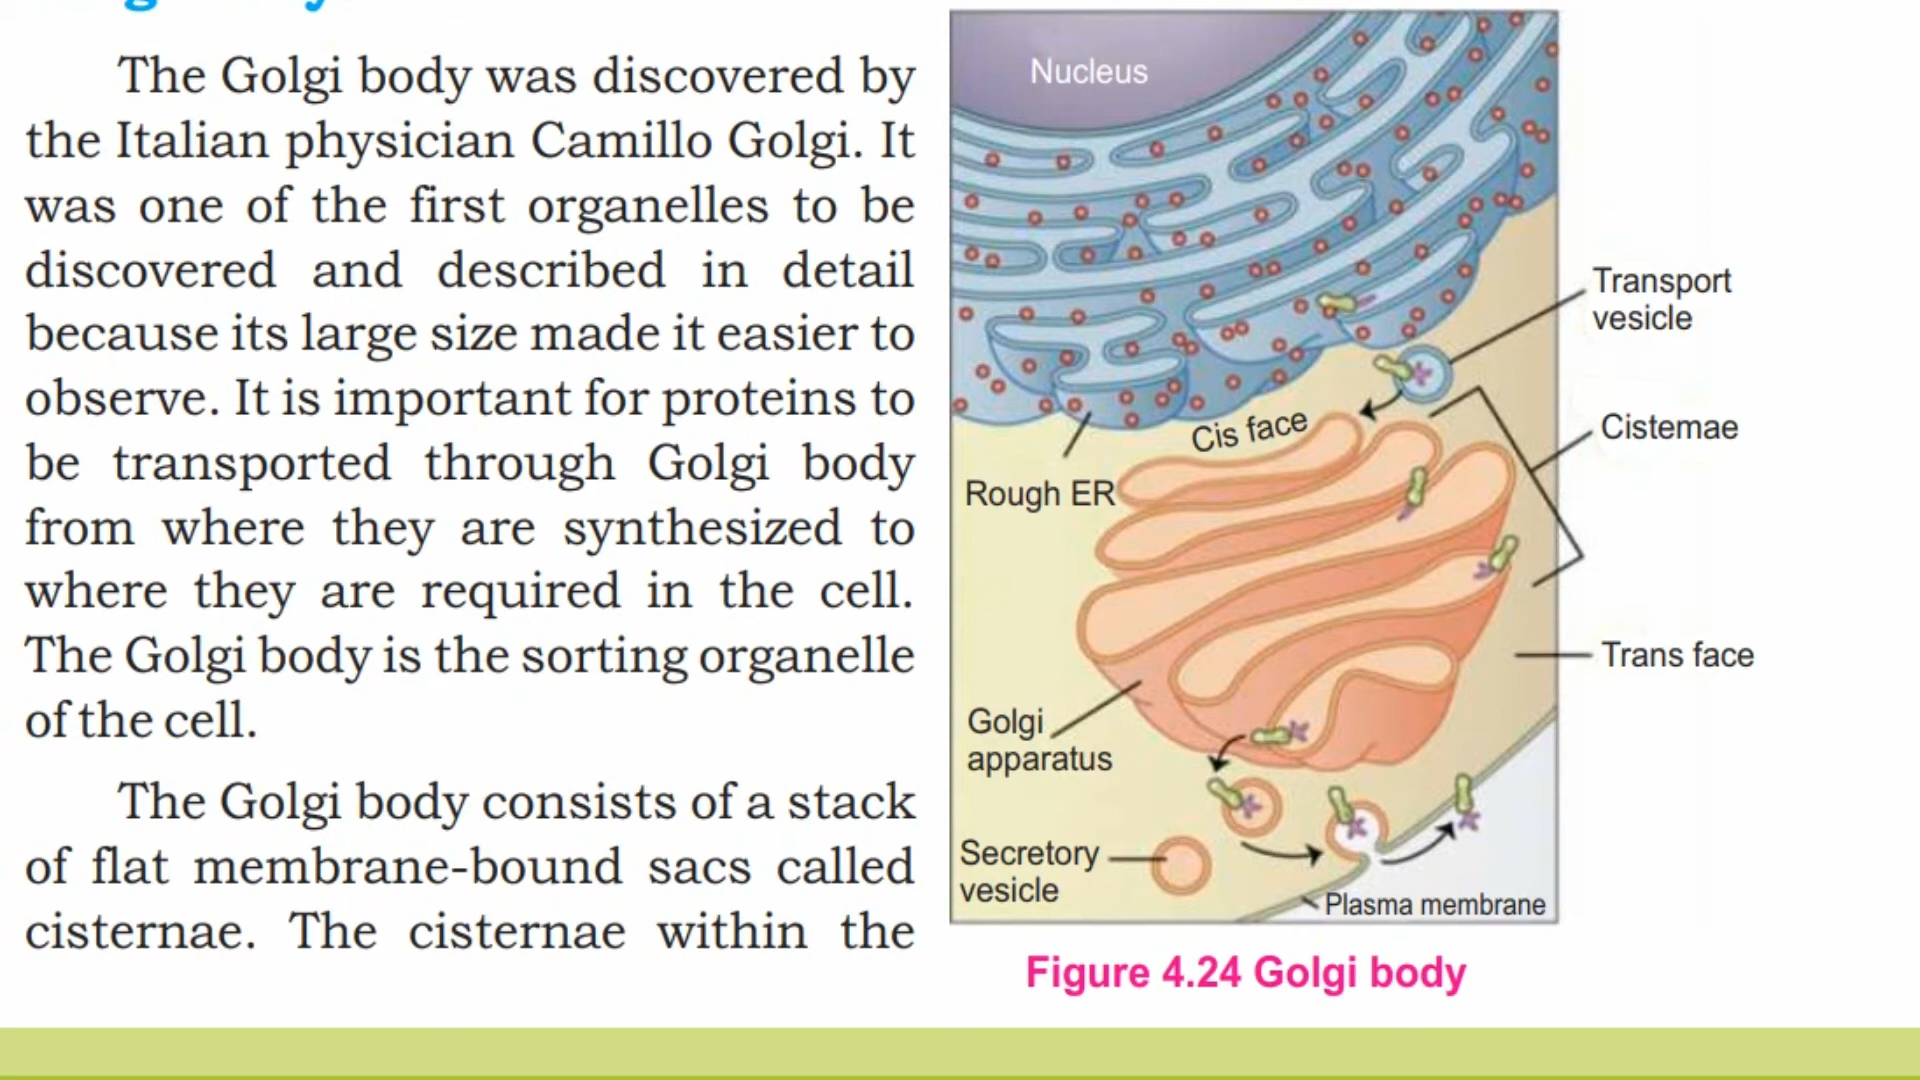 The Golgi body was discovered by
the Italian physician Camillo Golgi. It
was one of the first organelles to be
discovered and described in detail
because its large size made it easier to
observe. It is important for proteins to
be transported through Golgi body
from where they are synthesized to
where they are required in the cell.
The Golgi body is the sorting organelle
of the cell.
The Golgi body consists of a stack
of flat membrane-bound sacs called
cisternae. The cisternae within the
Nucleus
Transport
vesicle
Cis face
Cistemae
Rough ER
Trans face
Golgi
apparatus
Secretory
vesicle
Plasma membrane
Figure 4.24 Golgi body